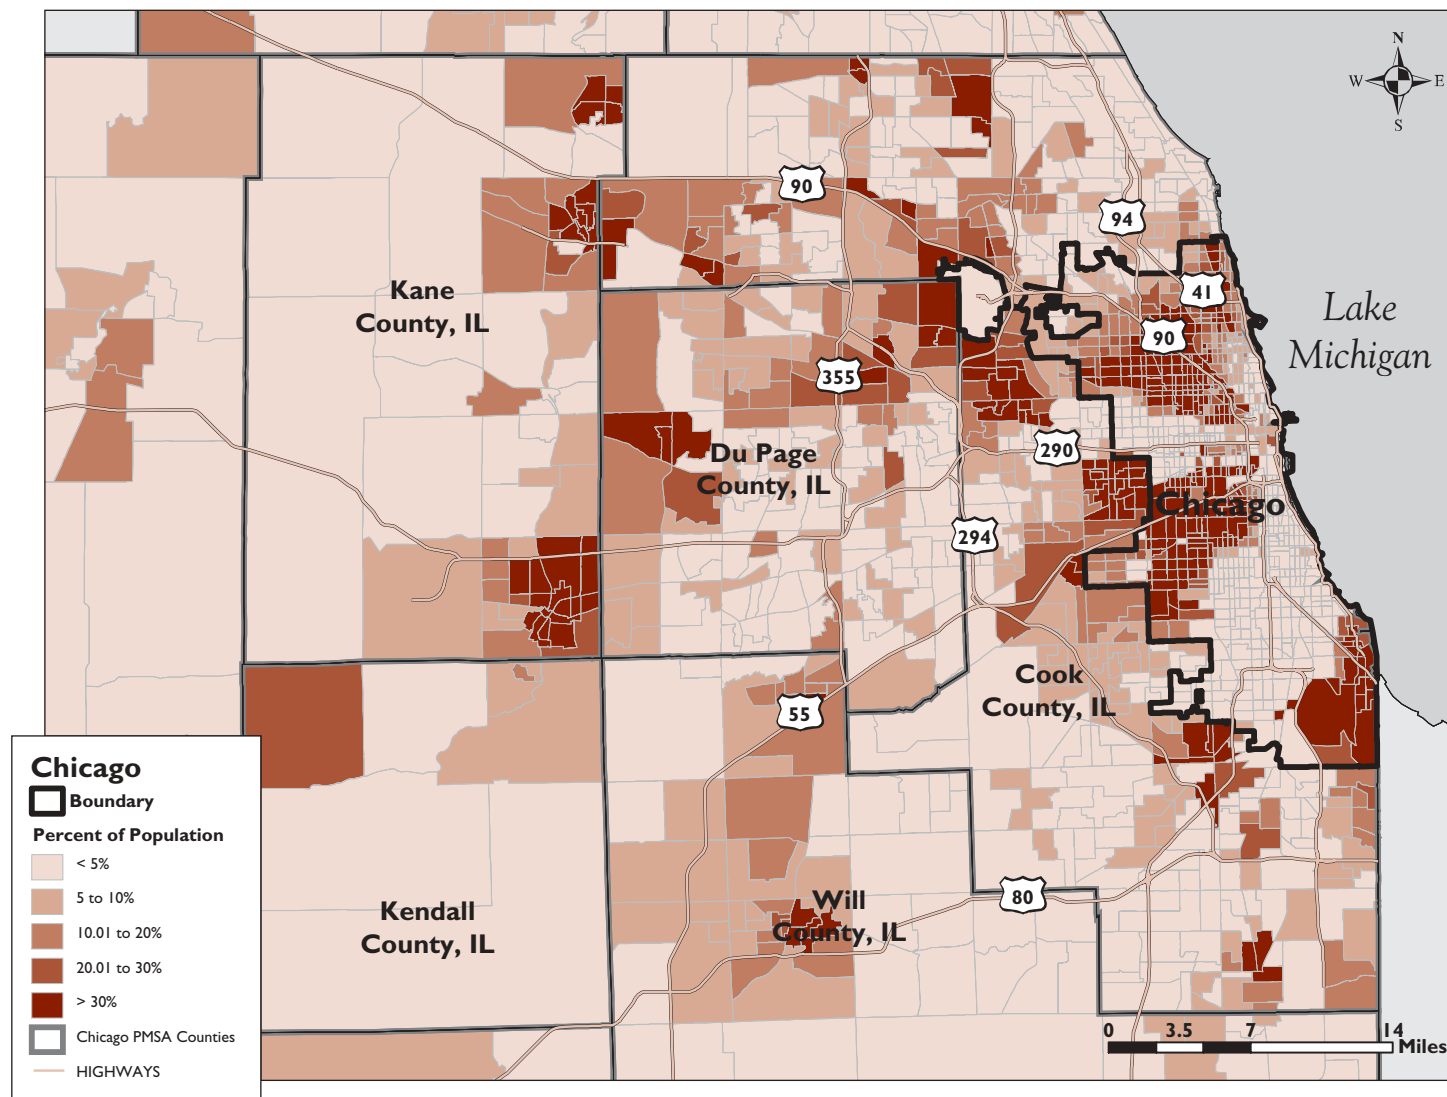 N
W E
S
90
94
41
Kane
County, IL
Lake
Michigan
90
355
290
Du Page
County, IL
Chicago
294
Cook
County, IL
55
Chicago
Boundary
Percent of Population
< 5%
5 to 10%
10.01 to 20%
20.01 to 30%
> 30%
Chicago PMSA Counties
HIGHWAYS
80
Will
County, IL
Kendall
County, IL
0 3.5 7 14
Miles